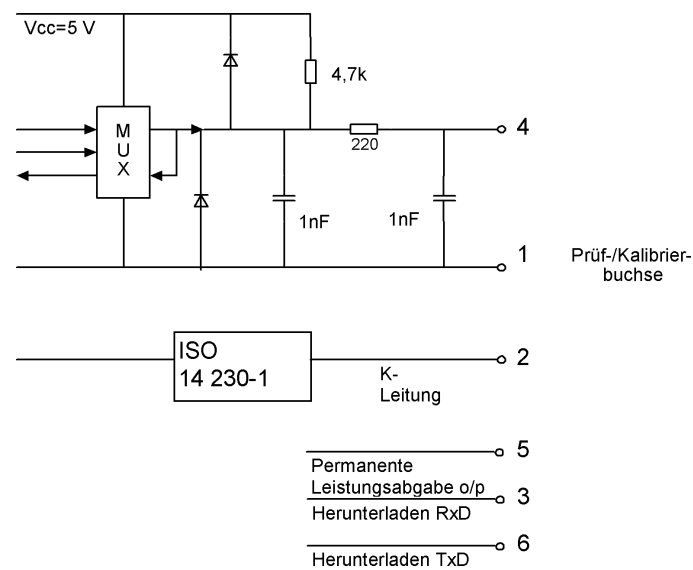 Vcc=5 V
4,7k
M
U
X
4
220
1nF
1nF
1
Prüf-/Kalibrier-
buchse
ISO
14 230-1
2
K-
Leitung
5
Permanente
Leistungsabgabe o/p
3
Herunterladen RxD
6
Herunterladen TxD